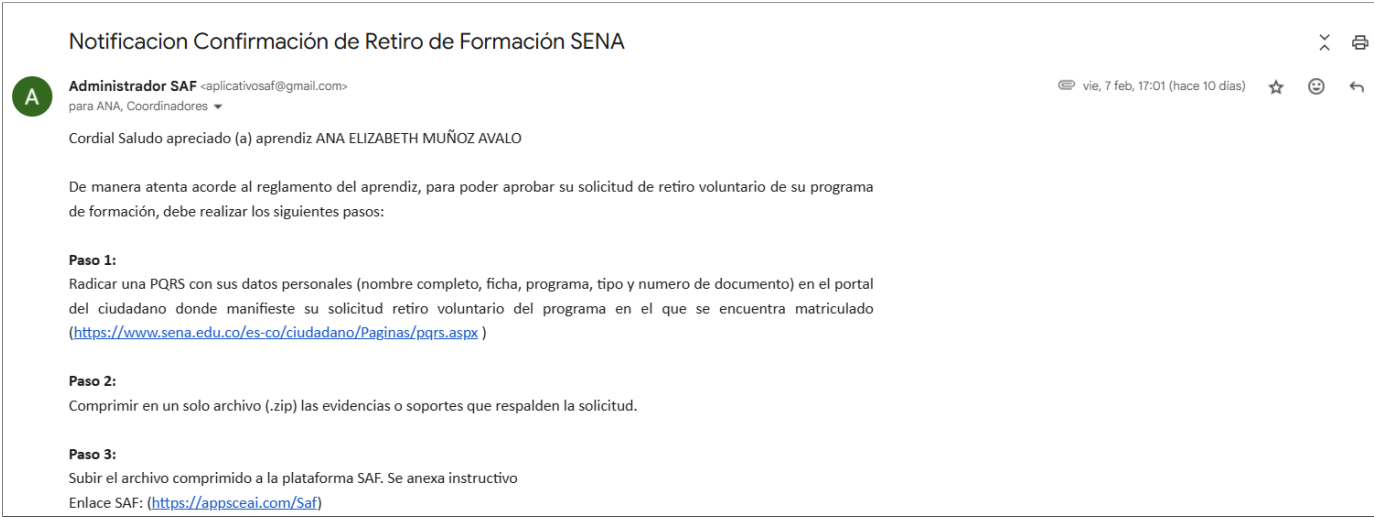 Notificacion Confirmación de Retiro de Formación SENA
Administrador SAF <aplicativosaf@gmail.com>
vie, 7 feb, 17:01 (hace 10 días)
A
para ANA, Coordinadores
Cordial Saludo apreciado (a) aprendiz ANA ELIZABETH MUÑOZ AVALO
De manera atenta acorde al reglamento del aprendiz, para poder aprobar su solicitud de retiro voluntario de su programa
de formación, debe realizar los siguientes pasos:
Paso 1:
Radicar una PQRS con sus datos personales (nombre completo, ficha, programa, tipo y numero de documento) en el portal
del ciudadano donde manifieste su solicitud retiro voluntario del programa en el que se encuentra matriculado
(https://www.sena.edu.co/es-co/ciudadano/Paginas/pqrs.aspx )
Paso 2:
Comprimir en un solo archivo (.zip) las evidencias o soportes que respalden la solicitud.
Paso 3:
Subir el archivo comprimido a la plataforma SAF. Se anexa instructivo
Enlace SAF: (https://appsceai.com/Saf)